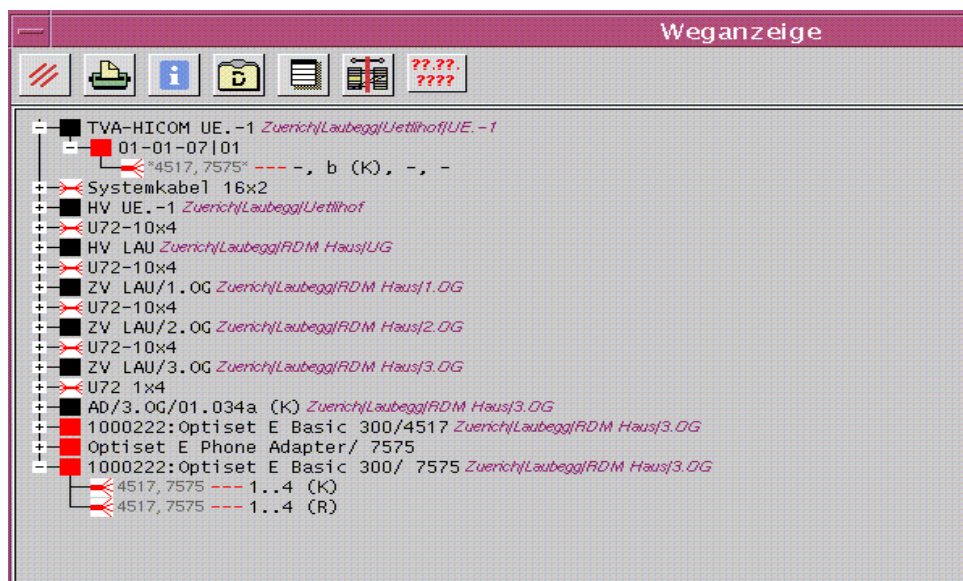 Weganzeige
D
i
??.??.
????
TVA-HICOM UE.-1 Zuerich|Laubegg|Uetlihof|UE.-1
01-01-07|01
*4517,7575* --- -, b (K), -, -
Systemkabel 16x2
HV UE.-1 Zuerich|Laubegg|Uetlihof
U72-10x4
HV LAU Zuerich|Laubegg|RDM Haus|UG
U72-10x4
ZV LAU/1.OG Zuerich|Laubegg|RDM Haus|1.OG
U72-10x4
ZV LAU/2.OG Zuerich|Laubegg|RDM Haus|2.OG
U72-10x4
ZV LAU/3.OG Zuerich|Laubegg|RDM Haus|3.OG
U72 1x4
AD/3.OG/01.034a (K) Zuerich|Laubegg|RDM Haus|3.OG
1000222:Optiset E Basic 300/4517 Zuerich|Laubegg|RDM Haus|3.OG
Optiset E Phone Adapter/ 7575
1000222:Optiset E Basic 300/ 7575 Zuerich|Laubegg|RDM Haus|3.OG
4517,7575 --- 1..4 (K)
4517,7575 --- 1..4 (R)